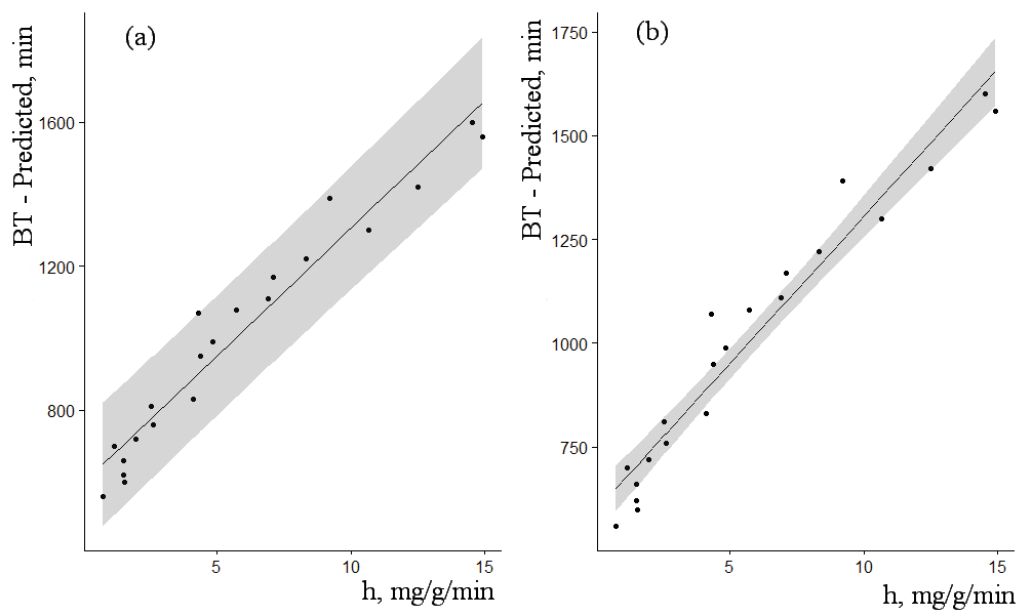 (a)
BT - Predicted, min
1600
1200
800
5
10
15
h, mg/g/min
(b)
BT - Predicted, min
1750
1500
1250
1000
750
5
10
15
h, mg/g/min